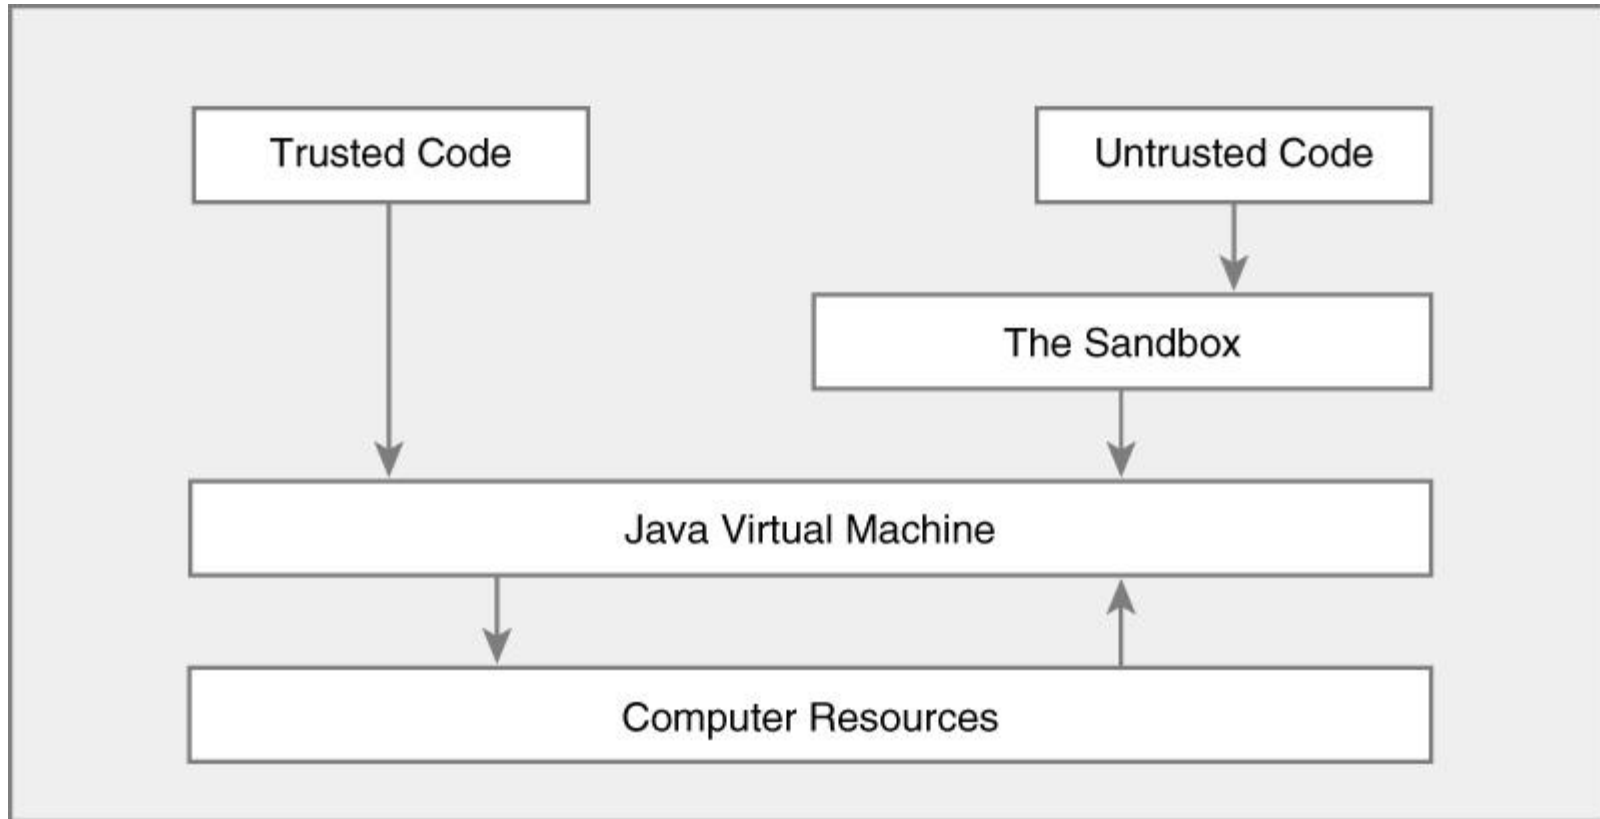 Trusted Code
Untrusted Code
The Sandbox
Java Virtual Machine
Computer Resources